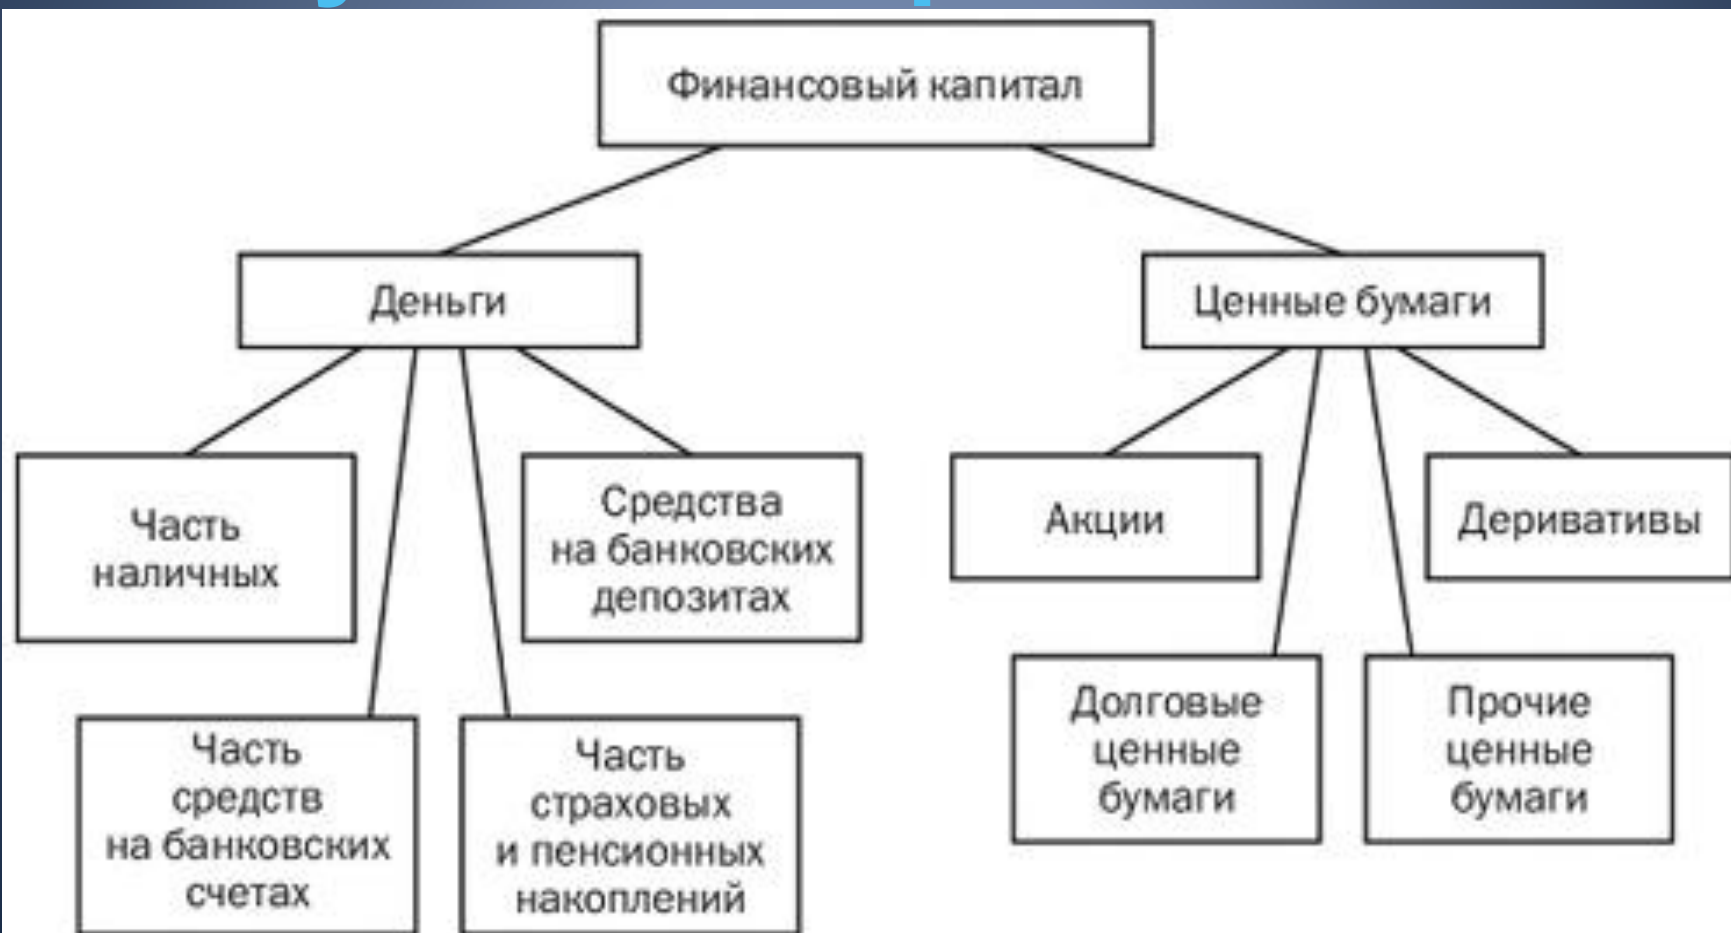 Финансовый капитал
Деньги
Ценные бумаги
Часть
наличных
Средства
на банковских
депозитах
Акции
Деривативы
Часть
средств
на банковских
счетах
Часть
страховых
и пенсионных
накоплений
Долговые
ценные
бумаги
Прочие
ценные
бумаги